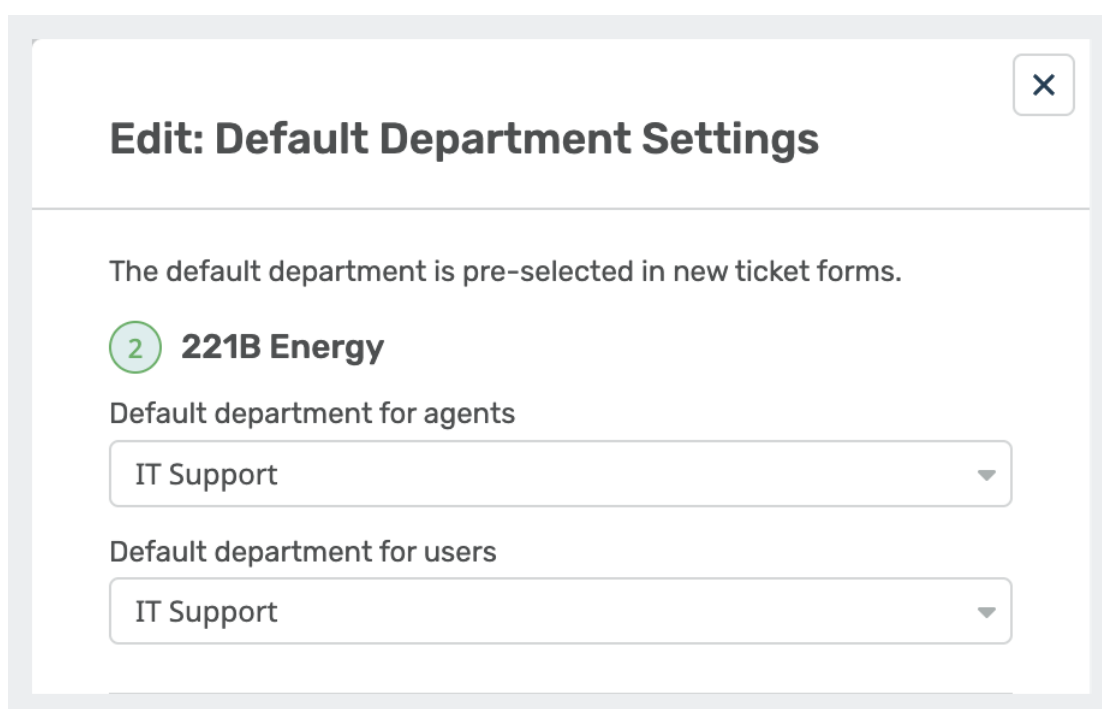 Edit: Default Department Settings
The default department is pre-selected in new ticket forms.
2 221B Energy
Default department for agents
IT Support
Default department for users
IT Support